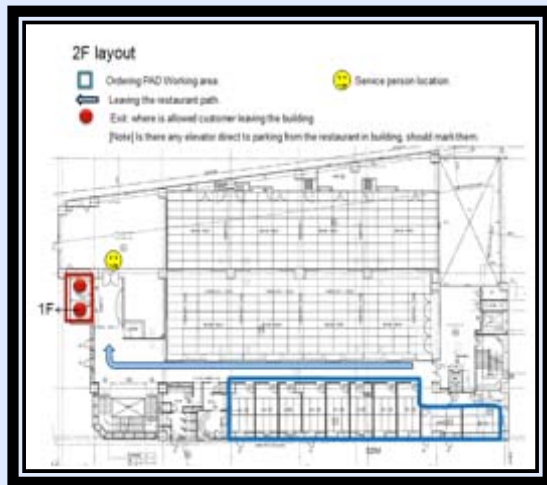 2F layout
Ordering PAD Working area
Service person location
Leaving the restaurant path
Exit: where is allowed customer leaving the building
[Note] Is there any elevator direct to parking from the restaurant in building, should mark them.
1F